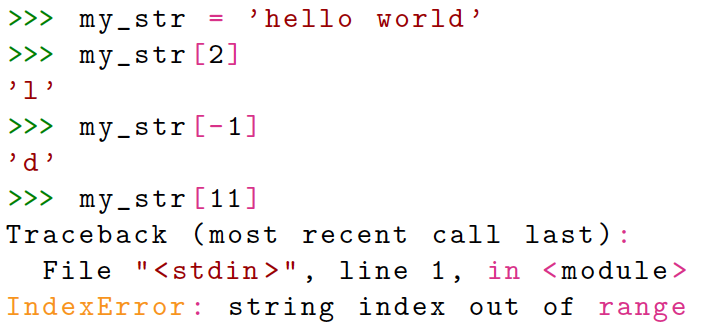 >>> my_str = 'hello world'
>>> my_str[2]
'l'
>>> my_str[-1]
'd'
>>> my_str[11]
Traceback (most recent call last):
  File "<stdin>", line 1, in <module>
IndexError: string index out of range